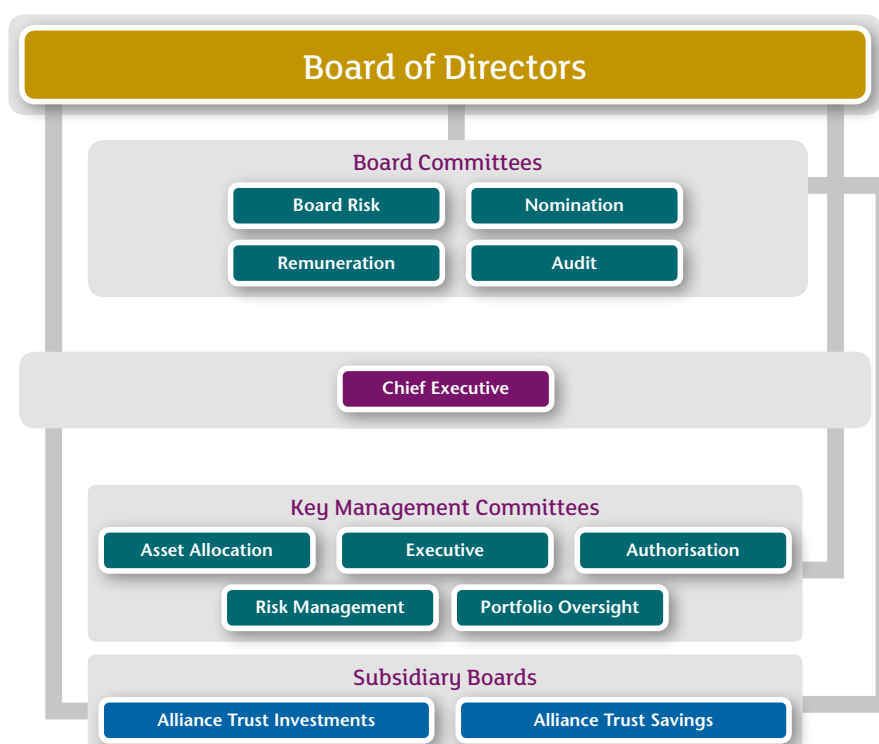 Board of Directors
Board Committees
Board Risk
Nomination
Remuneration
Audit
Chief Executive
Key Management Committees
Asset Allocation
Executive
Authorisation
Risk Management
Portfolio Oversight
Subsidiary Boards
Alliance Trust Investments
Alliance Trust Savings